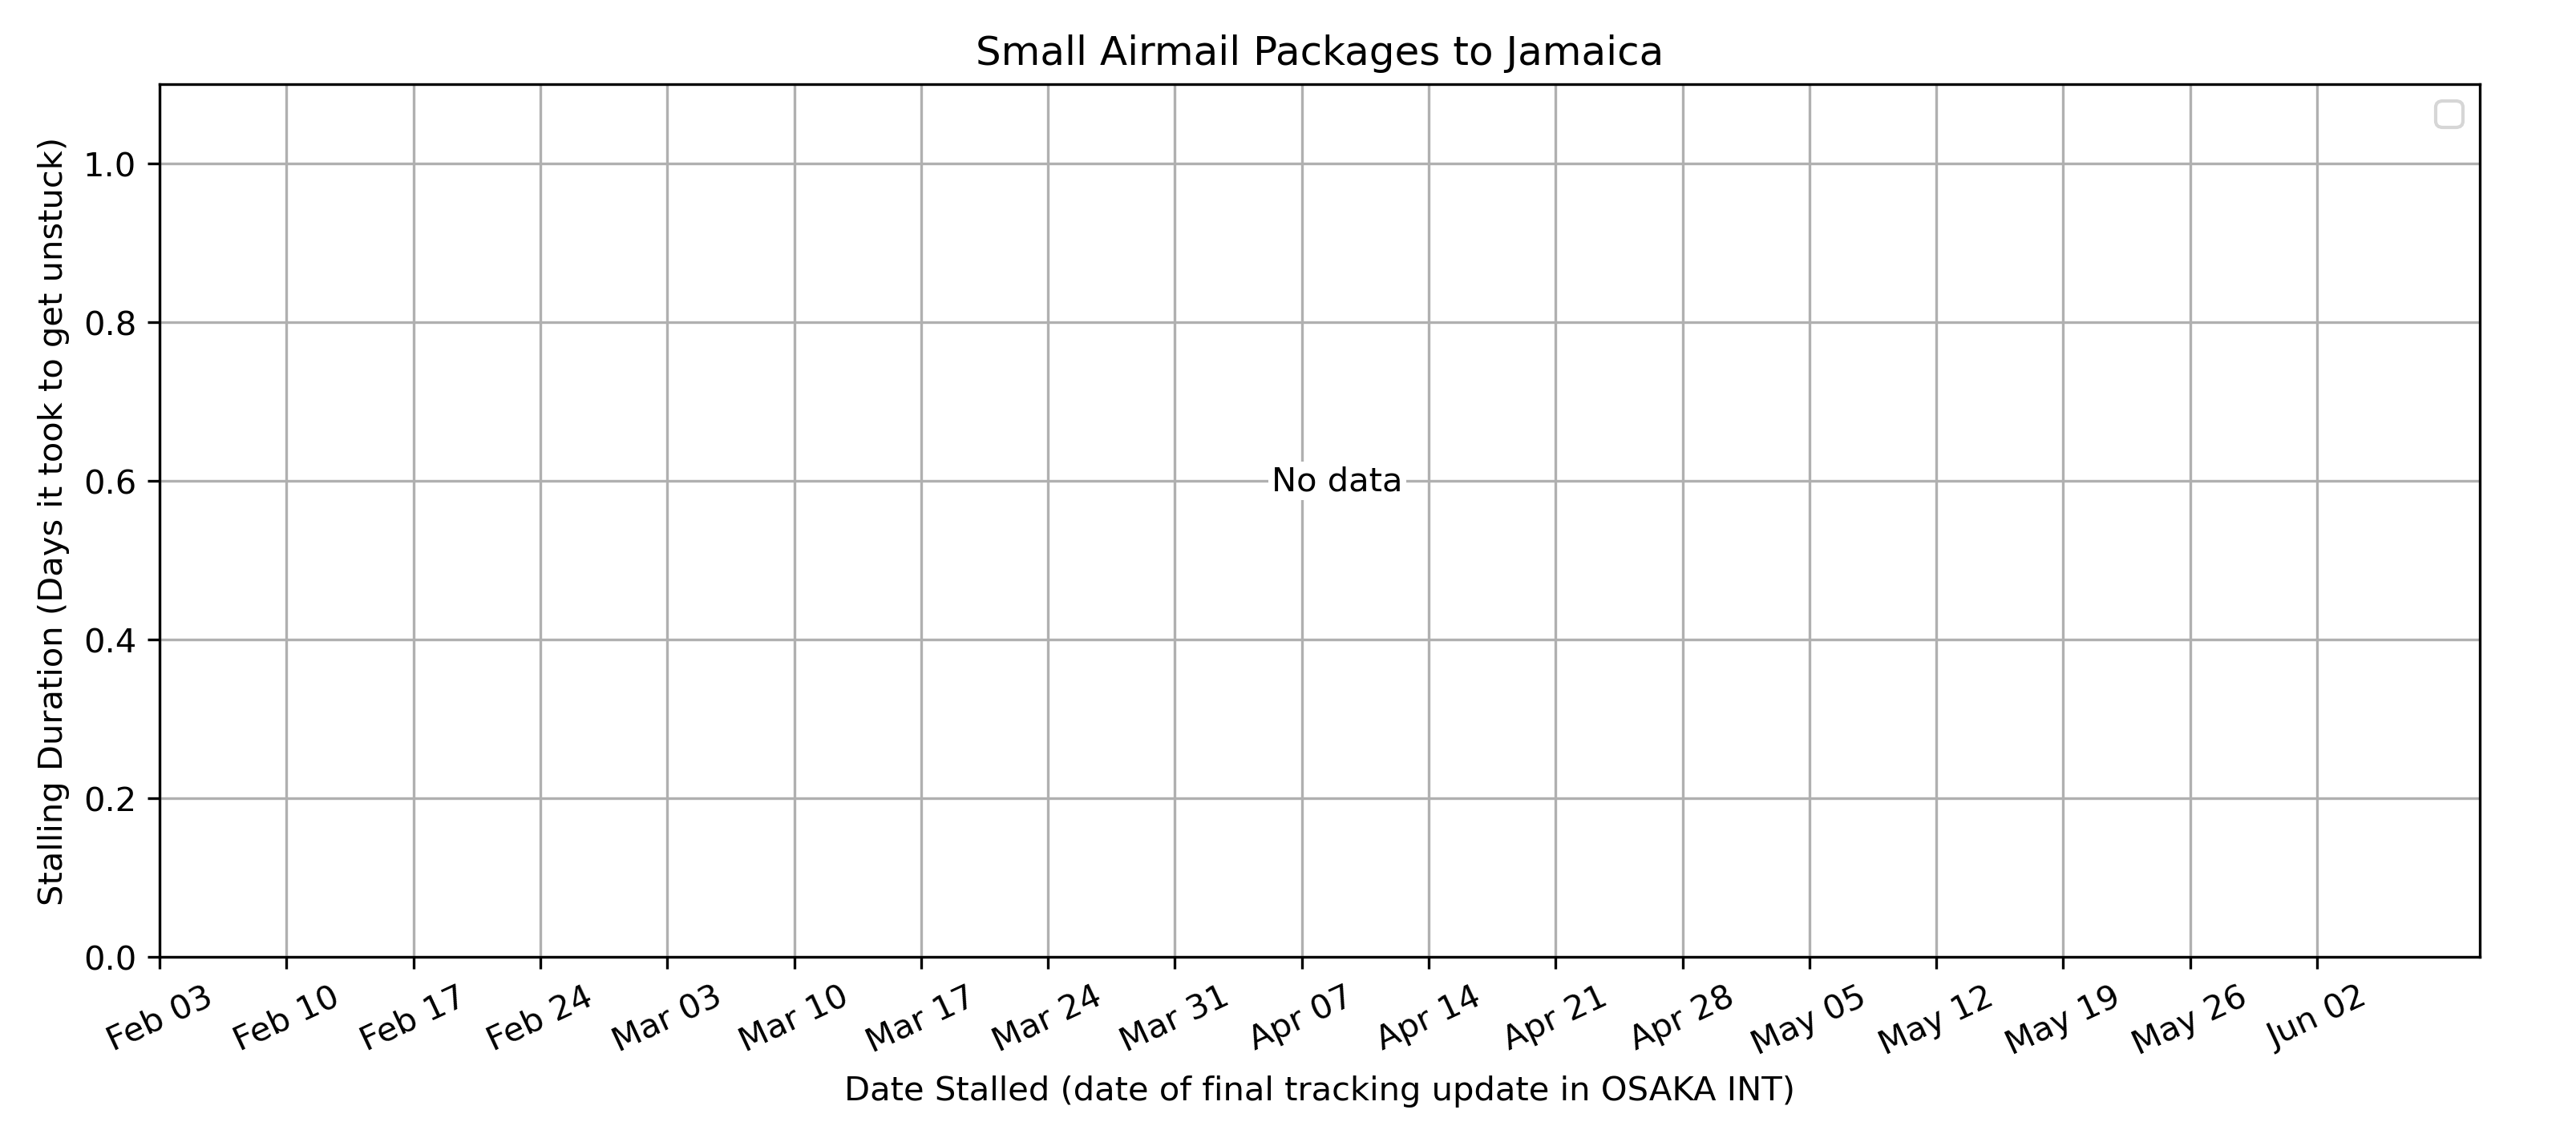 Small Airmail Packages to Jamaica
Stalling Duration (Days it took to get unstuck)
1.0
0.8
0.6
0.4
0.2
0.0
No data
Feb 03 Feb 10 Feb 17 Feb 24 Mar 03 Mar 10 Mar 17 Mar 24 Mar 31 Apr 07 Apr 14 Apr 21 Apr 28 May 05 May 12 May 19 May 26 Jun 02
Date Stalled (date of final tracking update in OSAKA INT)